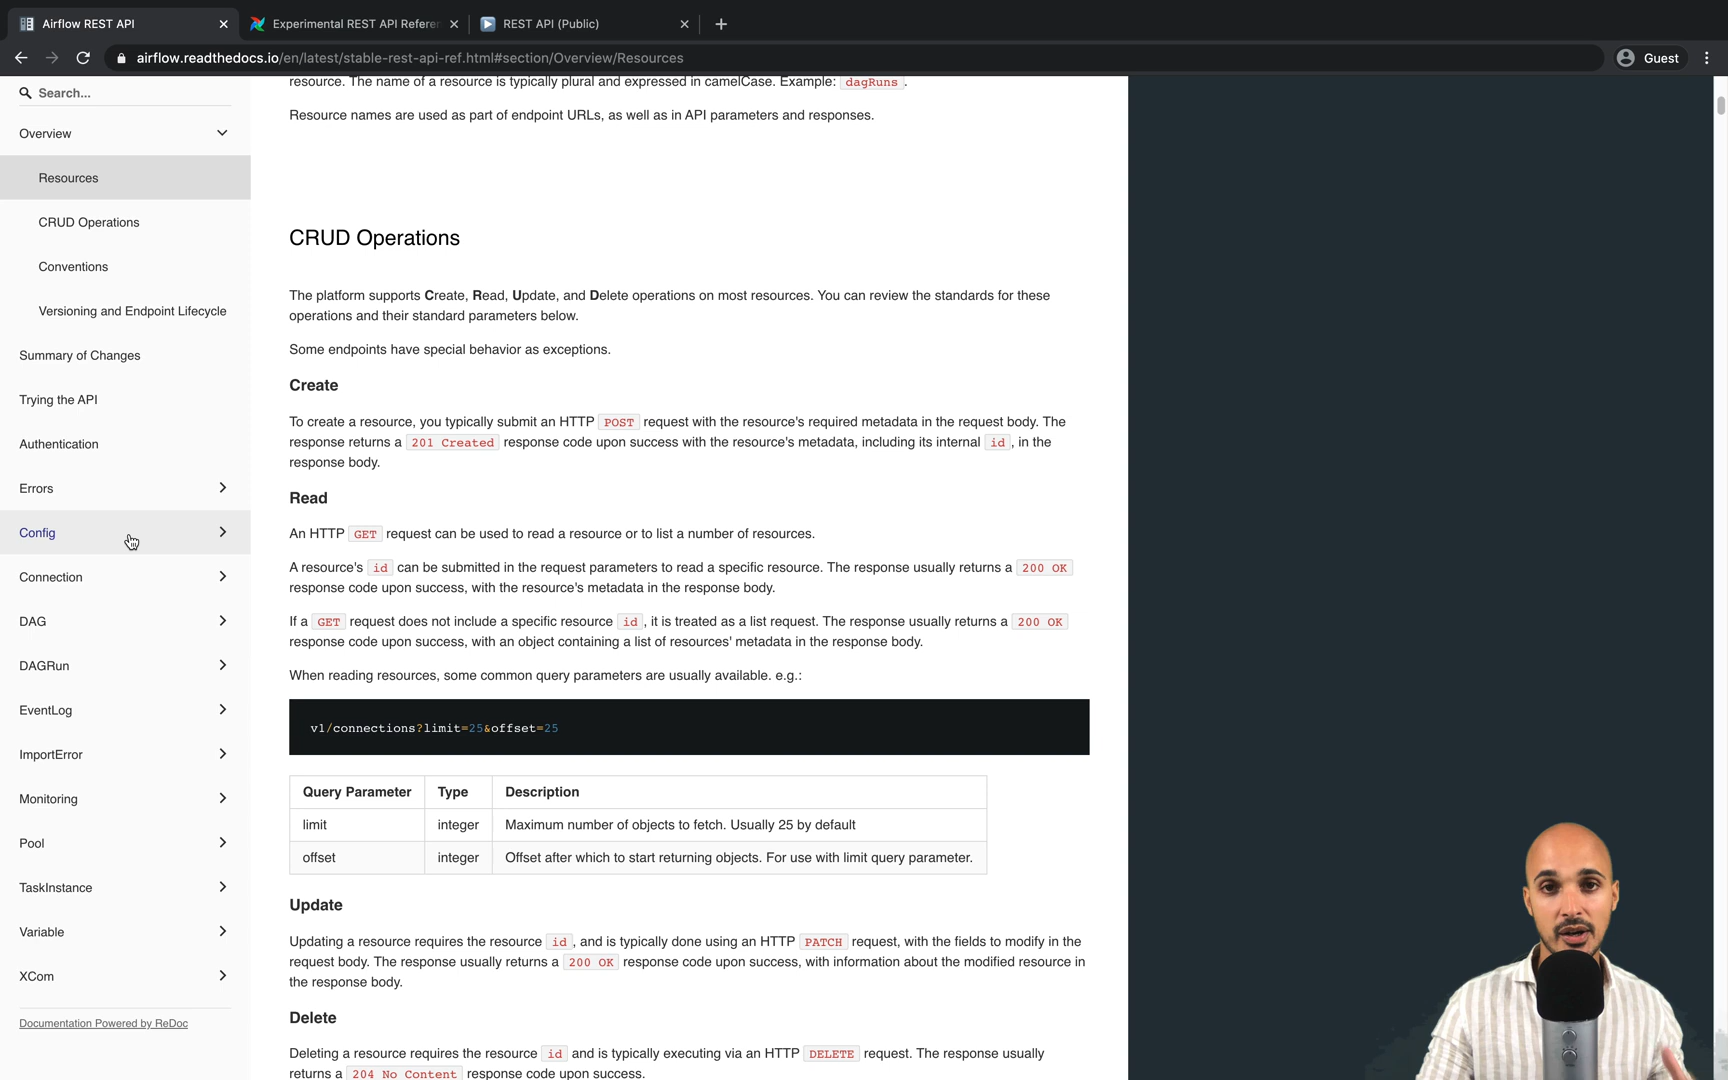 Airflow REST API
Experimental REST API Refere
REST API (Public)
airflow.readthedocs.io/en/latest/stable-rest-api-ref.html#section/Overview/Resources
Guest
Search...
Overview
Resources
CRUD Operations
Conventions
Versioning and Endpoint Lifecycle
Summary of Changes
Trying the API
Authentication
Errors
Config
Connection
DAG
DAGRun
EventLog
ImportError
Monitoring
Pool
TaskInstance
Variable
XCom
Documentation Powered by ReDoc
resource. The name of a resource is typically plural and expressed in camelCase. Example: dagRuns .
Resource names are used as part of endpoint URLs, as well as in API parameters and responses.
CRUD Operations
The platform supports Create, Read, Update, and Delete operations on most resources. You can review the standards for these
operations and their standard parameters below.
Some endpoints have special behavior as exceptions.
Create
To create a resource, you typically submit an HTTP POST request with the resource's required metadata in the request body. The
response returns a 201 Created response code upon success with the resource's metadata, including its internal id , in the
response body.
Read
An HTTP GET request can be used to read a resource or to list a number of resources.
A resource's id can be submitted in the request parameters to read a specific resource. The response usually returns a 200 OK
response code upon success, with the resource's metadata in the response body.
If a GET request does not include a specific resource id , it is treated as a list request. The response usually returns a 200 OK
response code upon success, with an object containing a list of resources' metadata in the response body.
When reading resources, some common query parameters are usually available. e.g.:
v1/connections?limit=25&offset=25
Query Parameter Type Description
limit integer Maximum number of objects to fetch. Usually 25 by default
offset integer Offset after which to start returning objects. For use with limit query parameter.
Update
Updating a resource requires the resource id , and is typically done using an HTTP PATCH request, with the fields to modify in the
request body. The response usually returns a 200 OK response code upon success, with information about the modified resource in
the response body.
Delete
Deleting a resource requires the resource id and is typically executing via an HTTP DELETE request. The response usually
returns a 204 No Content response code upon success.